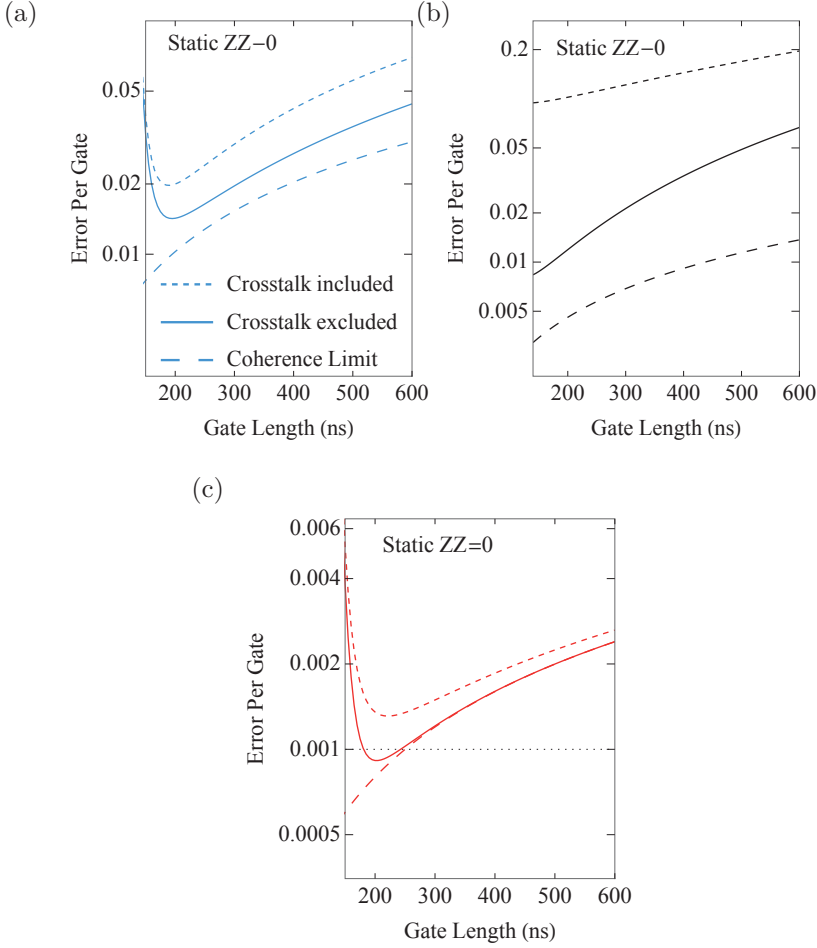 (a)
Static ZZ−0
Error Per Gate
0.05
0.02
0.01
Crosstalk included
Crosstalk excluded
Coherence Limit
200 300 400 500 600
Gate Length (ns)
(b)
Static ZZ−0
Error Per Gate
0.2
0.05
0.02
0.01
0.005
200 300 400 500 600
Gate Length (ns)
(c)
Static ZZ=0
Error Per Gate
0.006
0.004
0.002
0.001
0.0005
200 300 400 500 600
Gate Length (ns)